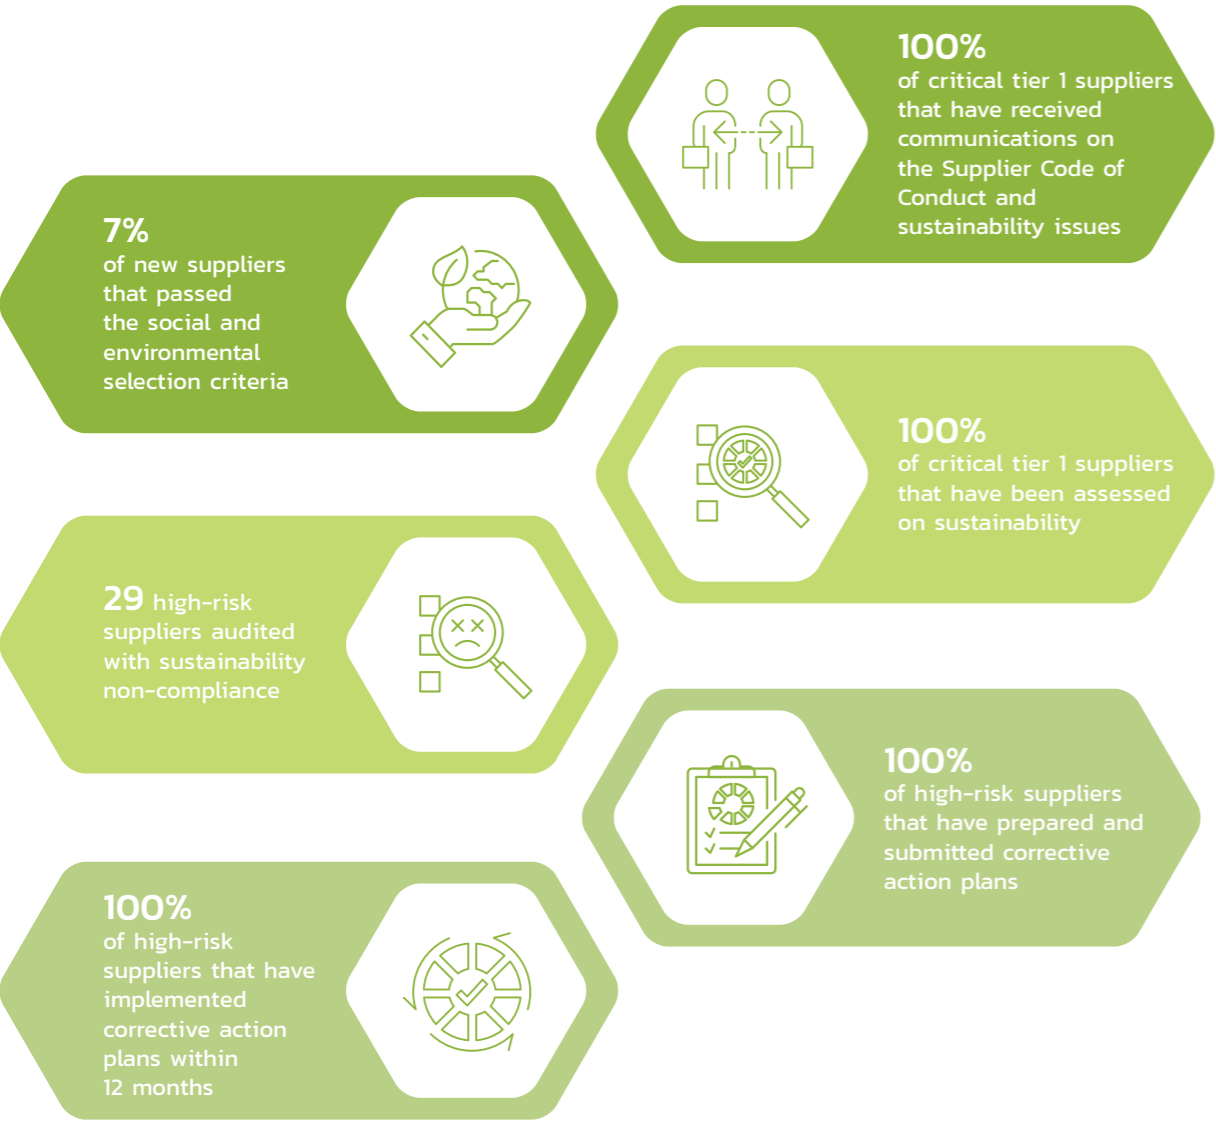 100%
of critical tier 1 suppliers
that have received
communications on
the Supplier Code of
Conduct and
sustainability issues
7%
of new suppliers
that passed
the social and
environmental
selection criteria
100%
of critical tier 1 suppliers
that have been assessed
on sustainability
29 high-risk
suppliers audited
with sustainability
non-compliance
100%
of high-risk suppliers
that have prepared and
submitted corrective
action plans
100%
of high-risk
suppliers that have
implemented
corrective action
plans within
12 months